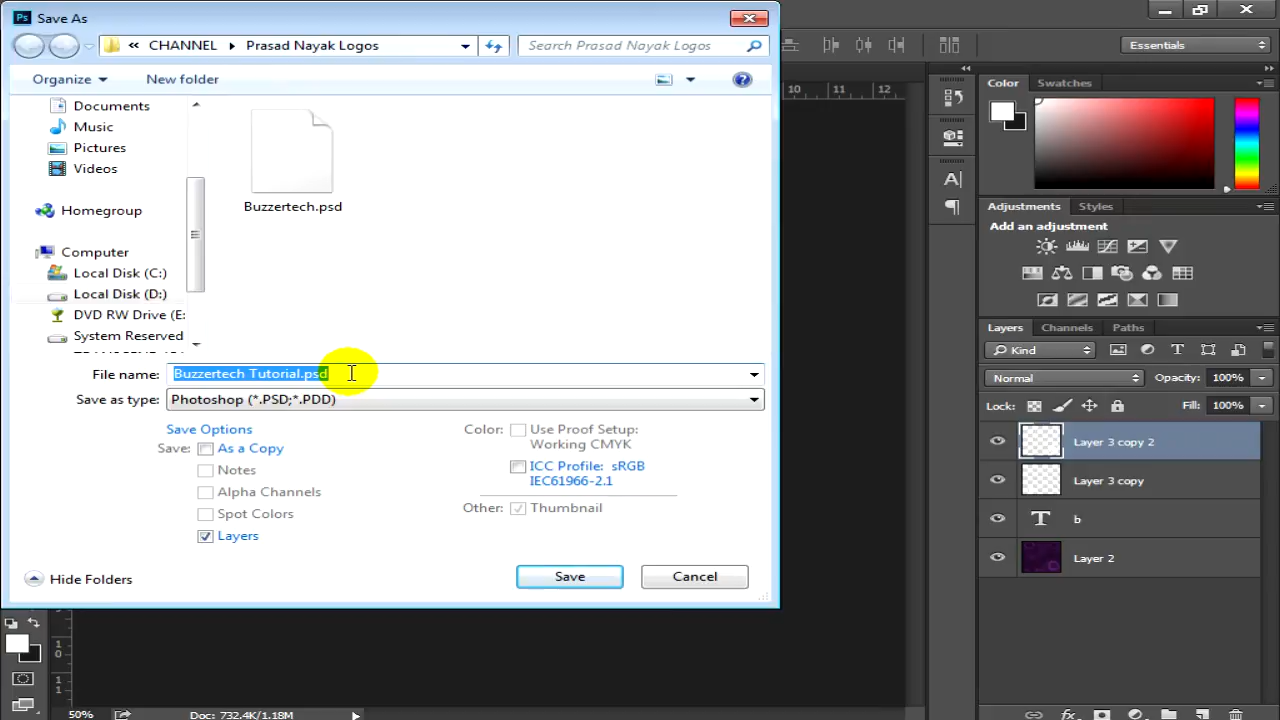 Ps Save As
« CHANNEL ▸ Prasad Nayak Logos
Search Prasad Nayak Logos
Essentials
Organize
New folder
Documents
Music
Pictures
Videos
Homegroup
Computer
Local Disk (C:)
Local Disk (D:)
DVD RW Drive (E:
System Reserved
Buzzertech.psd
File name: Buzzertech Tutorial.psd
Save as type: Photoshop (*.PSD;*.PDD)
Save Options
Save: As a Copy
Notes
Alpha Channels
Spot Colors
Layers
Color: Use Proof Setup:
Working CMYK
ICC Profile: sRGB
IEC61966-2.1
Other: Thumbnail
Hide Folders
Save
Cancel
10 11 12
Color Swatches
Adjustments Styles
Add an adjustment
Layers Channels Paths
Kind
Normal Opacity: 100%
Lock: Fill: 100%
Layer 3 copy 2
Layer 3 copy
T b
Layer 2
1
0
1
1
50% Doc: 732.4K/1.18M